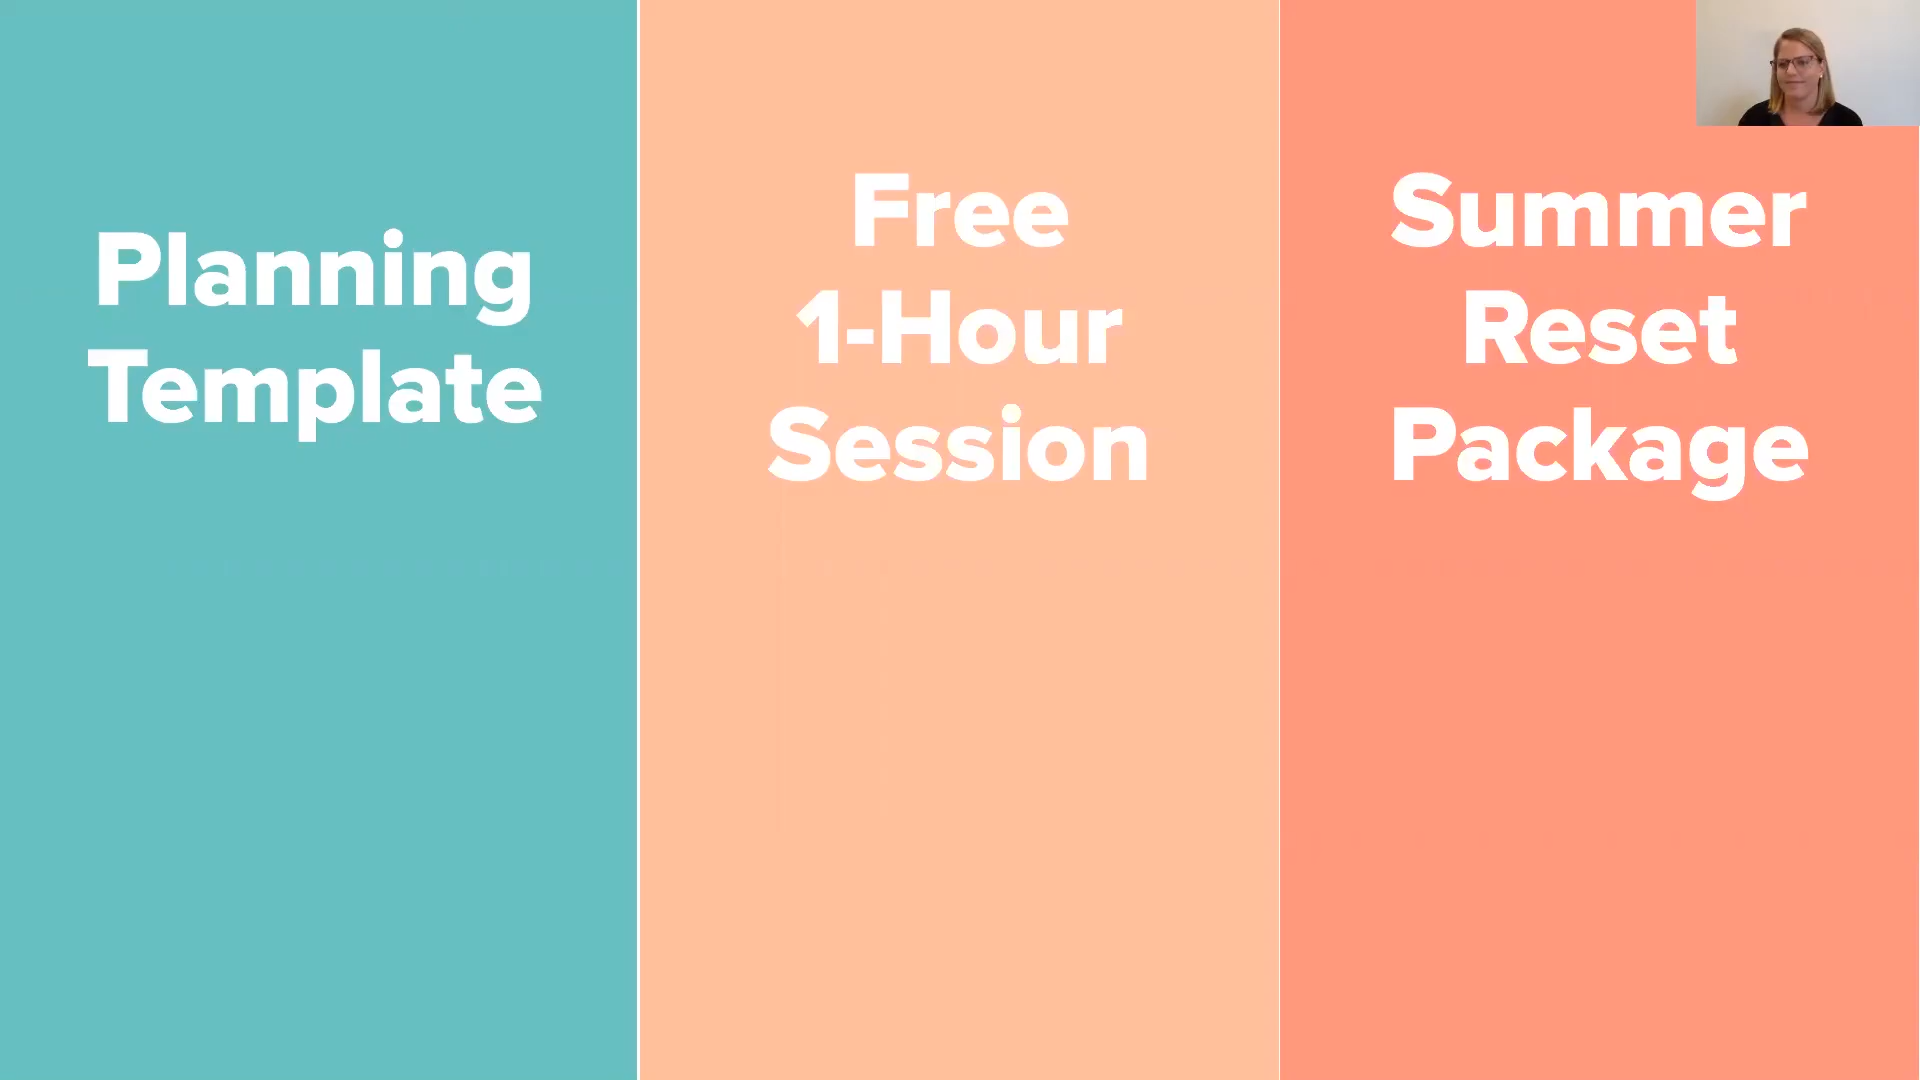 Planning
Template
Free
1-Hour
Session
Summer
Reset
Package